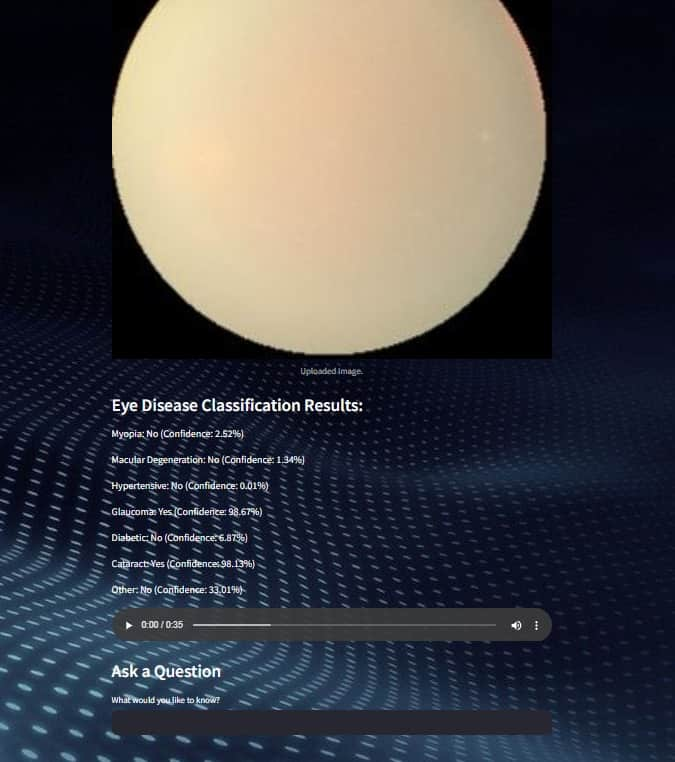 Uploaded Image.
Eye Disease Classification Results:
Myopia: No (Confidence: 2.52%)
Macular Degeneration: No (Confidence: 1.34%)
Hypertensive: No (Confidence: 0.01%)
Glaucoma: Yes (Confidence: 98.67%)
Diabetic: No (Confidence: 6.87%)
Cataract: Yes (Confidence: 98.13%)
Other: No (Confidence: 33.01%)
0:00 / 0:35
Ask a Question
What would you like to know?